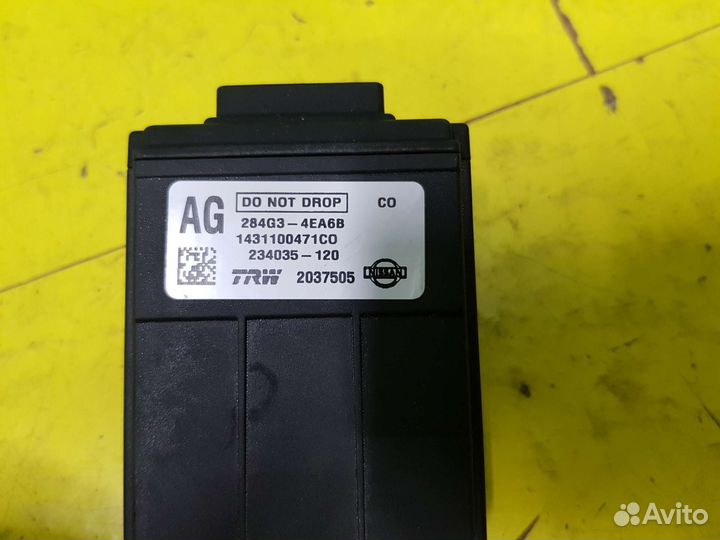 AG DO NOT DROP CO
284G3-4EA6B
1431100471CO
234035-120
TRW 2037505 NISSAN
Avito